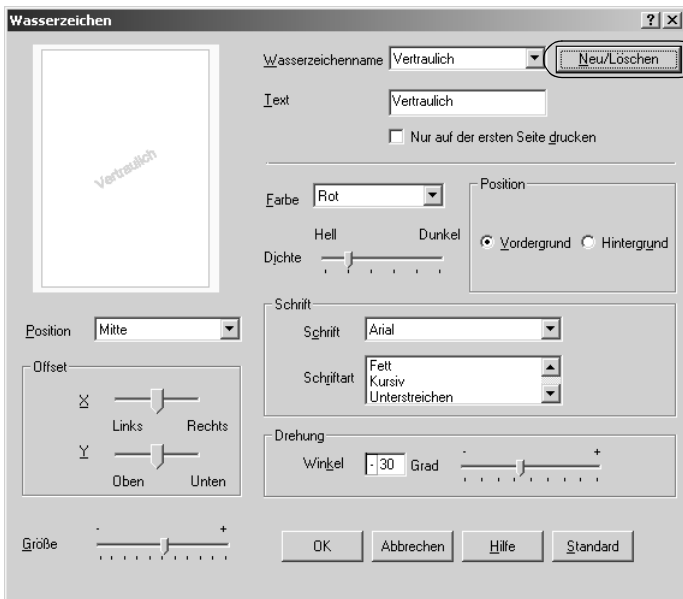 Wasserzeichen
Wasserzeichenname Vertraulich Neu/Löschen
Text Vertraulich
Nur auf der ersten Seite drucken
Vertraulich
Farbe Rot
Position
Hell Dunkel
Dichte
Vordergrund Hintergrund
Position Mitte
Schrift
Schrift Arial
Schriftart Fett
Kursiv
Unterstreichen
Offset
X
Links Rechts
Y
Oben Unten
Drehung
- +
Winkel - 30 Grad
Größe
- +
OK Abbrechen Hilfe Standard